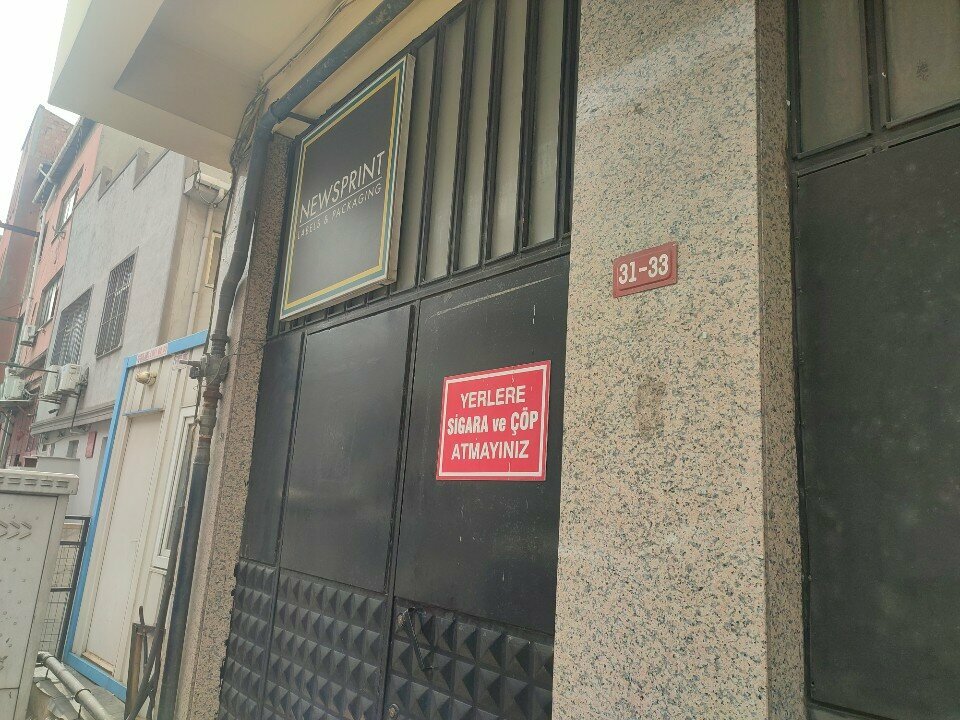 NEWSPRINT
LABELS & PACKAGING
31-33
YERLERE
SİGARA ve ÇÖP
ATMAYINIZ